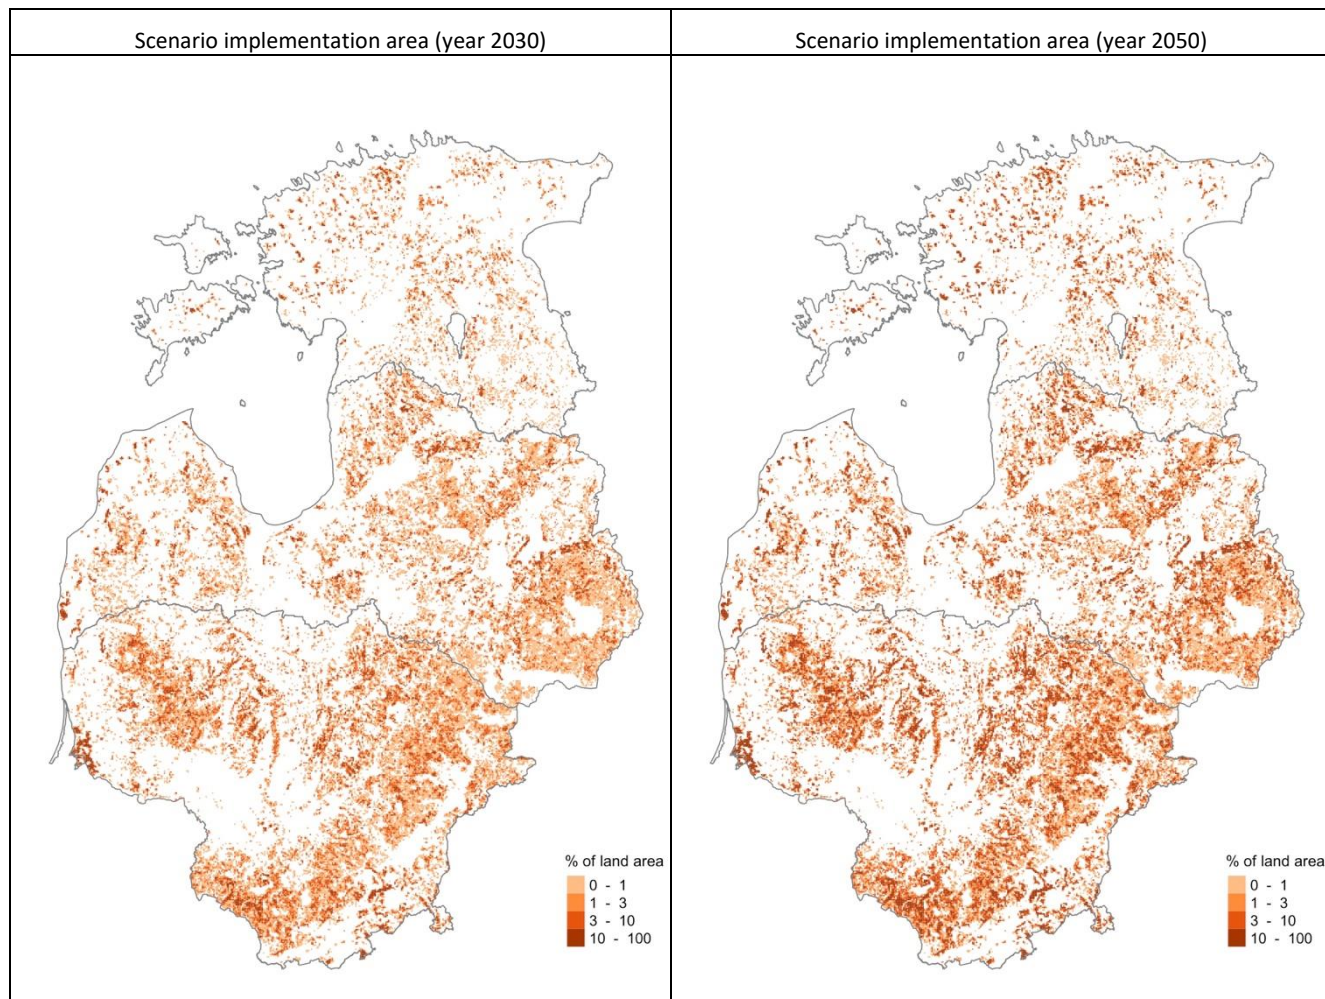 Scenario implementation area (year 2030)
Scenario implementation area (year 2050)
% of land area
0 - 1
1 - 3
3 - 10
10 - 100
% of land area
0 - 1
1 - 3
3 - 10
10 - 100